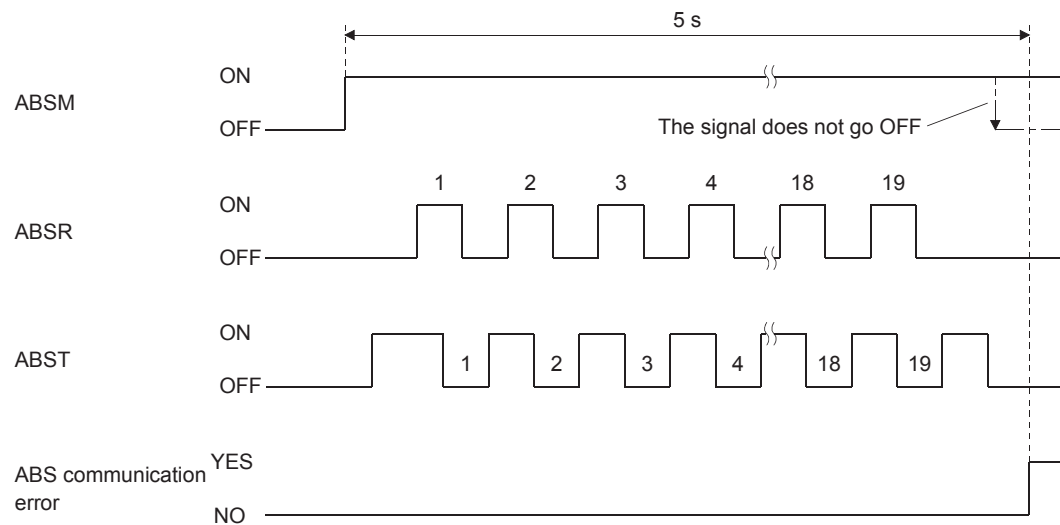 5 s
ON
ABSM
OFF
The signal does not go OFF
1 2 3 4 18 19
ON
ABSR
OFF
ON
ABST
1 2 3 4 18 19
OFF
YES
ABS communication
error
NO